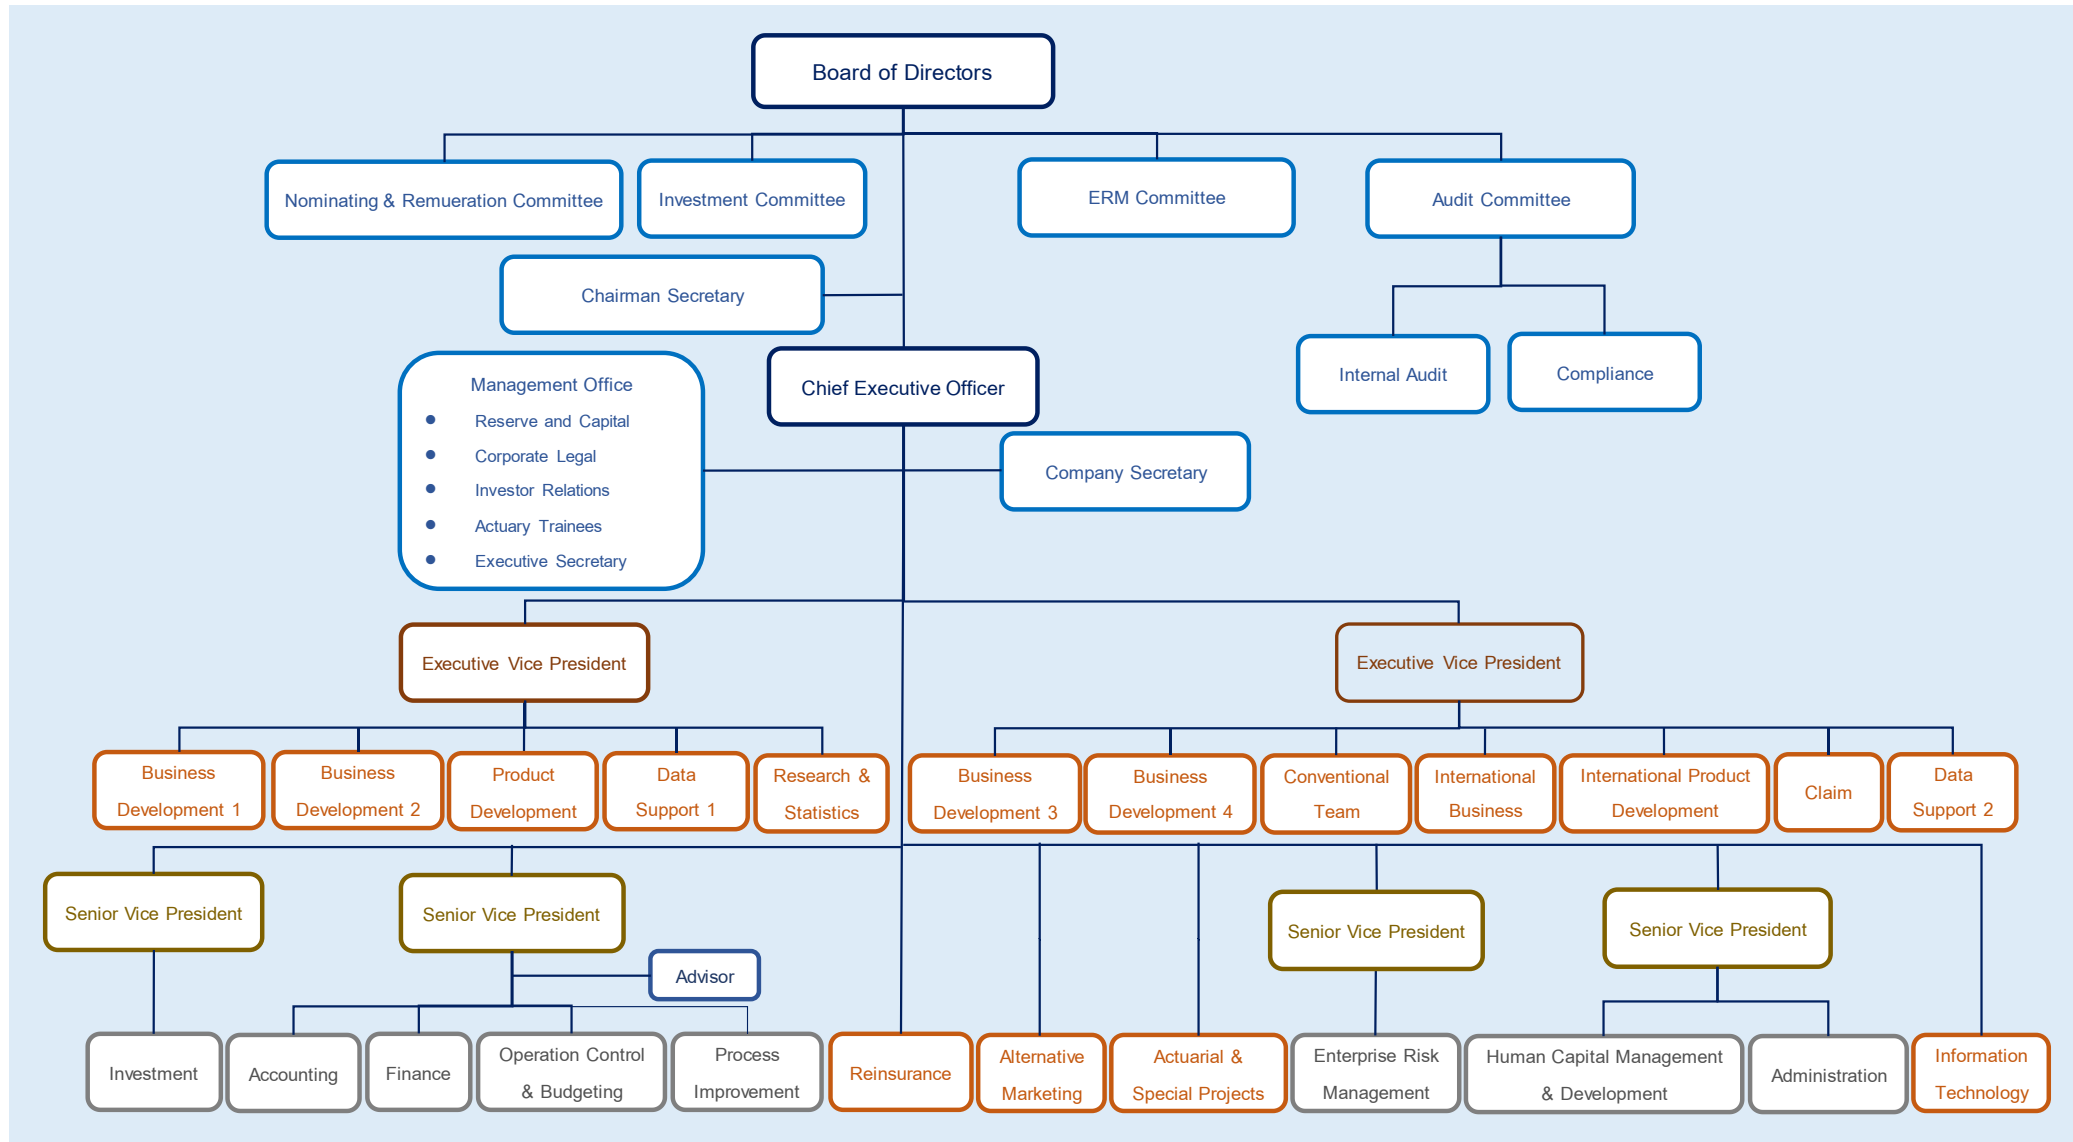 Board of Directors
Nominating & Remueration Committee
Investment Committee
ERM Committee
Audit Committee
Chairman Secretary
Internal Audit
Compliance
Chief Executive Officer
Management Office
● Reserve and Capital
● Corporate Legal
● Investor Relations
● Actuary Trainees
● Executive Secretary
Company Secretary
Executive Vice President
Executive Vice President
Business
Development 1
Business
Development 2
Product
Development
Data
Support 1
Research &
Statistics
Business
Development 3
Business
Development 4
Conventional
Team
International
Business
International Product
Development
Claim
Data
Support 2
Senior Vice President
Senior Vice President
Senior Vice President
Senior Vice President
Advisor
Investment
Accounting
Finance
Operation Control
& Budgeting
Process
Improvement
Reinsurance
Alternative
Marketing
Actuarial &
Special Projects
Enterprise Risk
Management
Human Capital Management
& Development
Administration
Information
Technology